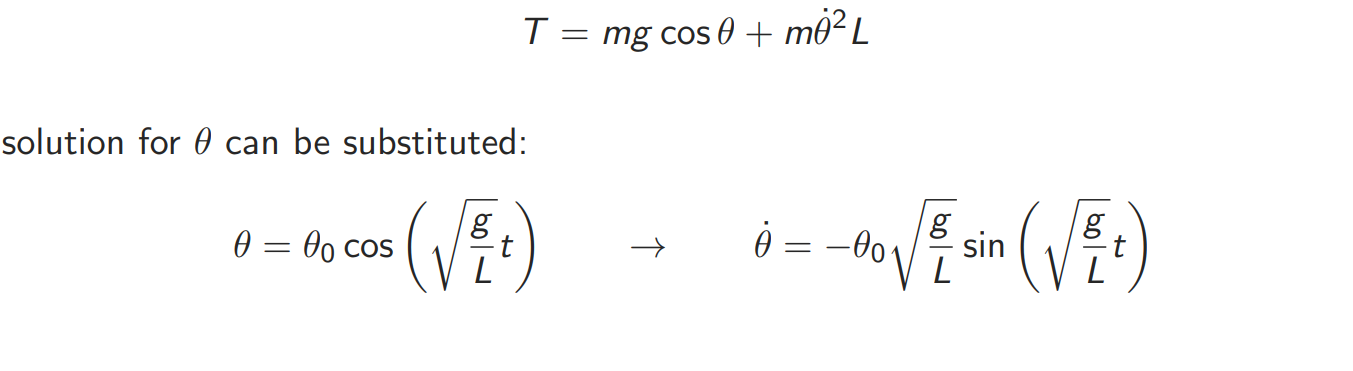 T = mg cos θ + mθ̇²L
solution for θ can be substituted:
θ = θ₀ cos (√(g/L) t) → θ̇ = −θ₀ √(g/L) sin (√(g/L) t)